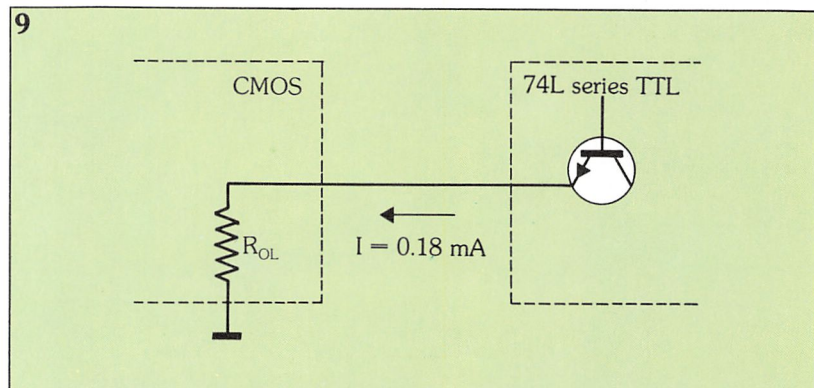 9
CMOS
74L series TTL
R_OL
I = 0.18 mA